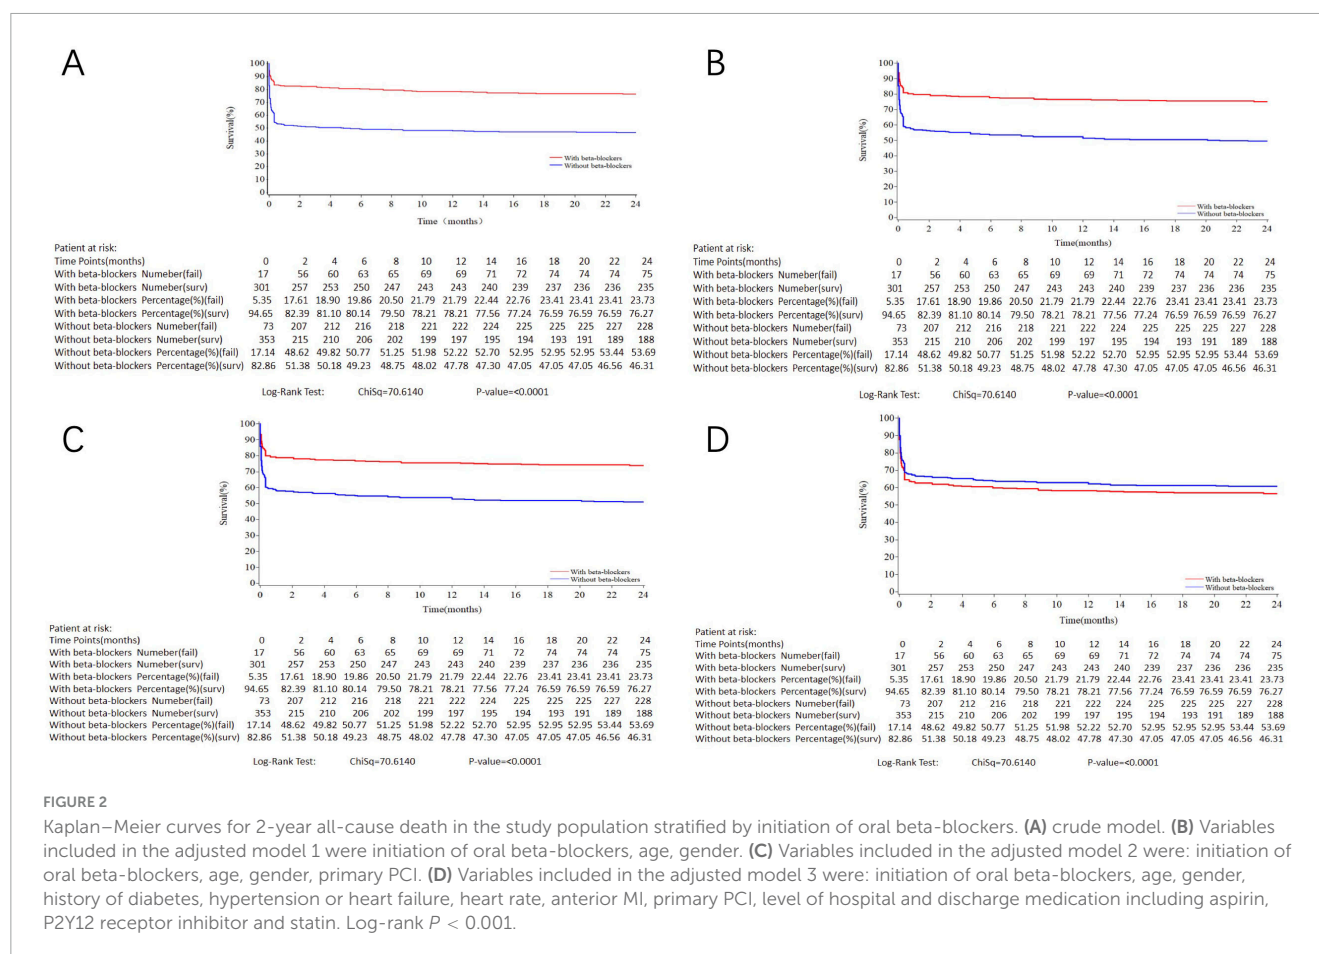 A
Survival(%)
100
90
80
70
60
50
40
30
20
10
0
With beta-blockers
Without beta-blockers
0 2 4 6 8 10 12 14 16 18 20 22 24
Time（months）
Patient at risk:
Time Points(months) 0 2 4 6 8 10 12 14 16 18 20 22 24
With beta-blockers Numeber(fail) 17 56 60 63 65 69 69 71 72 74 74 74 75
With beta-blockers Numeber(surv) 301 257 253 250 247 243 243 240 239 237 236 236 235
With beta-blockers Percentage(%)(fail) 5.35 17.61 18.90 19.86 20.50 21.79 21.79 22.44 22.76 23.41 23.41 23.41 23.73
With beta-blockers Percentage(%)(surv) 94.65 82.39 81.10 80.14 79.50 78.21 78.21 77.56 77.24 76.59 76.59 76.59 76.27
Without beta-blockers Numeber(fail) 73 207 212 216 218 221 222 224 225 225 225 227 228
Without beta-blockers Numeber(surv) 353 215 210 206 202 199 197 195 194 193 191 189 188
Without beta-blockers Percentage(%)(fail) 17.14 48.62 49.82 50.77 51.25 51.98 52.22 52.70 52.95 52.95 52.95 53.44 53.69
Without beta-blockers Percentage(%)(surv) 82.86 51.38 50.18 49.23 48.75 48.02 47.78 47.30 47.05 47.05 47.05 46.56 46.31
Log-Rank Test: ChiSq=70.6140 P-value=<0.0001
B
Survival(%)
100
90
80
70
60
50
40
30
20
10
0
With beta-blockers
Without beta-blockers
0 2 4 6 8 10 12 14 16 18 20 22 24
Time(months)
Patient at risk:
Time Points(months) 0 2 4 6 8 10 12 14 16 18 20 22 24
With beta-blockers Numeber(fail) 17 56 60 63 65 69 69 71 72 74 74 74 75
With beta-blockers Numeber(surv) 301 257 253 250 247 243 243 240 239 237 236 236 235
With beta-blockers Percentage(%)(fail) 5.35 17.61 18.90 19.86 20.50 21.79 21.79 22.44 22.76 23.41 23.41 23.41 23.73
With beta-blockers Percentage(%)(surv) 94.65 82.39 81.10 80.14 79.50 78.21 78.21 77.56 77.24 76.59 76.59 76.59 76.27
Without beta-blockers Numeber(fail) 73 207 212 216 218 221 222 224 225 225 225 227 228
Without beta-blockers Numeber(surv) 353 215 210 206 202 199 197 195 194 193 191 189 188
Without beta-blockers Percentage(%)(fail) 17.14 48.62 49.82 50.77 51.25 51.98 52.22 52.70 52.95 52.95 52.95 53.44 53.69
Without beta-blockers Percentage(%)(surv) 82.86 51.38 50.18 49.23 48.75 48.02 47.78 47.30 47.05 47.05 47.05 46.56 46.31
Log-Rank Test: ChiSq=70.6140 P-value=<0.0001
C
Survival(%)
100
90
80
70
60
50
40
30
20
10
0
With beta-blockers
Without beta-blockers
0 2 4 6 8 10 12 14 16 18 20 22 24
Time(months)
Patient at risk:
Time Points(months) 0 2 4 6 8 10 12 14 16 18 20 22 24
With beta-blockers Numeber(fail) 17 56 60 63 65 69 69 71 72 74 74 74 75
With beta-blockers Numeber(surv) 301 257 253 250 247 243 243 240 239 237 236 236 235
With beta-blockers Percentage(%)(fail) 5.35 17.61 18.90 19.86 20.50 21.79 21.79 22.44 22.76 23.41 23.41 23.41 23.73
With beta-blockers Percentage(%)(surv) 94.65 82.39 81.10 80.14 79.50 78.21 78.21 77.56 77.24 76.59 76.59 76.59 76.27
Without beta-blockers Numeber(fail) 73 207 212 216 218 221 222 224 225 225 225 227 228
Without beta-blockers Numeber(surv) 353 215 210 206 202 199 197 195 194 193 191 189 188
Without beta-blockers Percentage(%)(fail) 17.14 48.62 49.82 50.77 51.25 51.98 52.22 52.70 52.95 52.95 52.95 53.44 53.69
Without beta-blockers Percentage(%)(surv) 82.86 51.38 50.18 49.23 48.75 48.02 47.78 47.30 47.05 47.05 47.05 46.56 46.31
Log-Rank Test: ChiSq=70.6140 P-value=<0.0001
D
Survival(%)
100
90
80
70
60
50
40
30
20
10
0
With beta-blockers
Without beta-blockers
0 2 4 6 8 10 12 14 16 18 20 22 24
Time(months)
Patient at risk:
Time Points(months) 0 2 4 6 8 10 12 14 16 18 20 22 24
With beta-blockers Numeber(fail) 17 56 60 63 65 69 69 71 72 74 74 74 75
With beta-blockers Numeber(surv) 301 257 253 250 247 243 243 240 239 237 236 236 235
With beta-blockers Percentage(%)(fail) 5.35 17.61 18.90 19.86 20.50 21.79 21.79 22.44 22.76 23.41 23.41 23.41 23.73
With beta-blockers Percentage(%)(surv) 94.65 82.39 81.10 80.14 79.50 78.21 78.21 77.56 77.24 76.59 76.59 76.59 76.27
Without beta-blockers Numeber(fail) 73 207 212 216 218 221 222 224 225 225 225 227 228
Without beta-blockers Numeber(surv) 353 215 210 206 202 199 197 195 194 193 191 189 188
Without beta-blockers Percentage(%)(fail) 17.14 48.62 49.82 50.77 51.25 51.98 52.22 52.70 52.95 52.95 52.95 53.44 53.69
Without beta-blockers Percentage(%)(surv) 82.86 51.38 50.18 49.23 48.75 48.02 47.78 47.30 47.05 47.05 47.05 46.56 46.31
Log-Rank Test: ChiSq=70.6140 P-value=<0.0001
FIGURE 2
Kaplan–Meier curves for 2-year all-cause death in the study population stratified by initiation of oral beta-blockers. (A) crude model. (B) Variables
included in the adjusted model 1 were initiation of oral beta-blockers, age, gender. (C) Variables included in the adjusted model 2 were: initiation of
oral beta-blockers, age, gender, primary PCI. (D) Variables included in the adjusted model 3 were: initiation of oral beta-blockers, age, gender,
history of diabetes, hypertension or heart failure, heart rate, anterior MI, primary PCI, level of hospital and discharge medication including aspirin,
P2Y12 receptor inhibitor and statin. Log-rank P < 0.001.